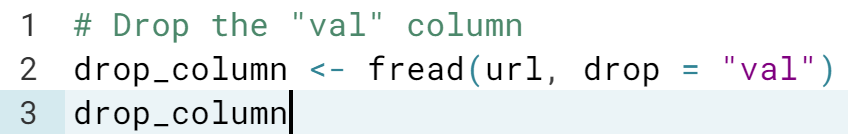 1 # Drop the "val" column
2 drop_column <- fread(url, drop = "val")
3 drop_column